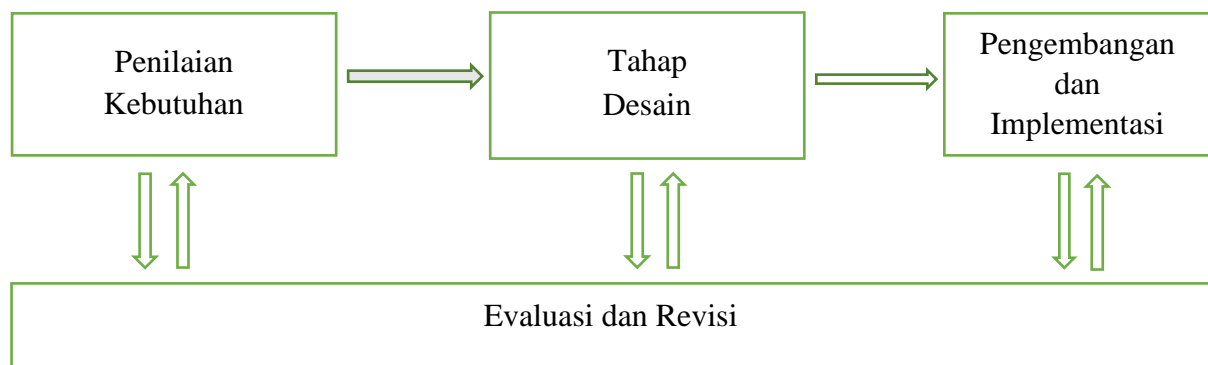 Penilaian
Kebutuhan
Tahap
Desain
Pengembangan
dan
Implementasi
Evaluasi dan Revisi